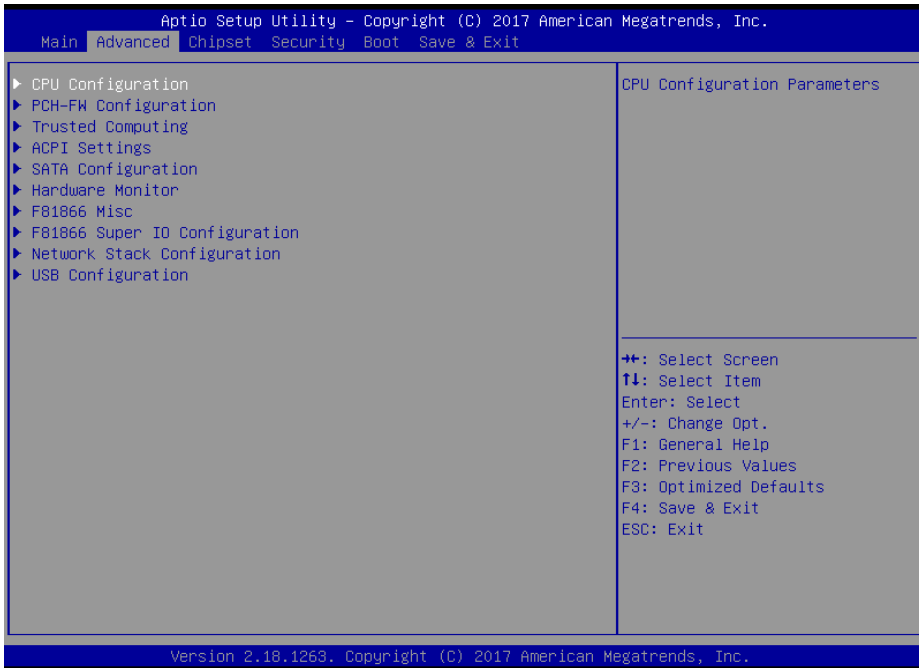 Aptio Setup Utility – Copyright (C) 2017 American Megatrends, Inc.
Main Advanced Chipset Security Boot Save & Exit
CPU Configuration
PCH-FW Configuration
Trusted Computing
ACPI Settings
SATA Configuration
Hardware Monitor
F81866 Misc
F81866 Super IO Configuration
Network Stack Configuration
USB Configuration
CPU Configuration Parameters
→←: Select Screen
↑↓: Select Item
Enter: Select
+/-: Change Opt.
F1: General Help
F2: Previous Values
F3: Optimized Defaults
F4: Save & Exit
ESC: Exit
Version 2.18.1263. Copyright (C) 2017 American Megatrends, Inc.